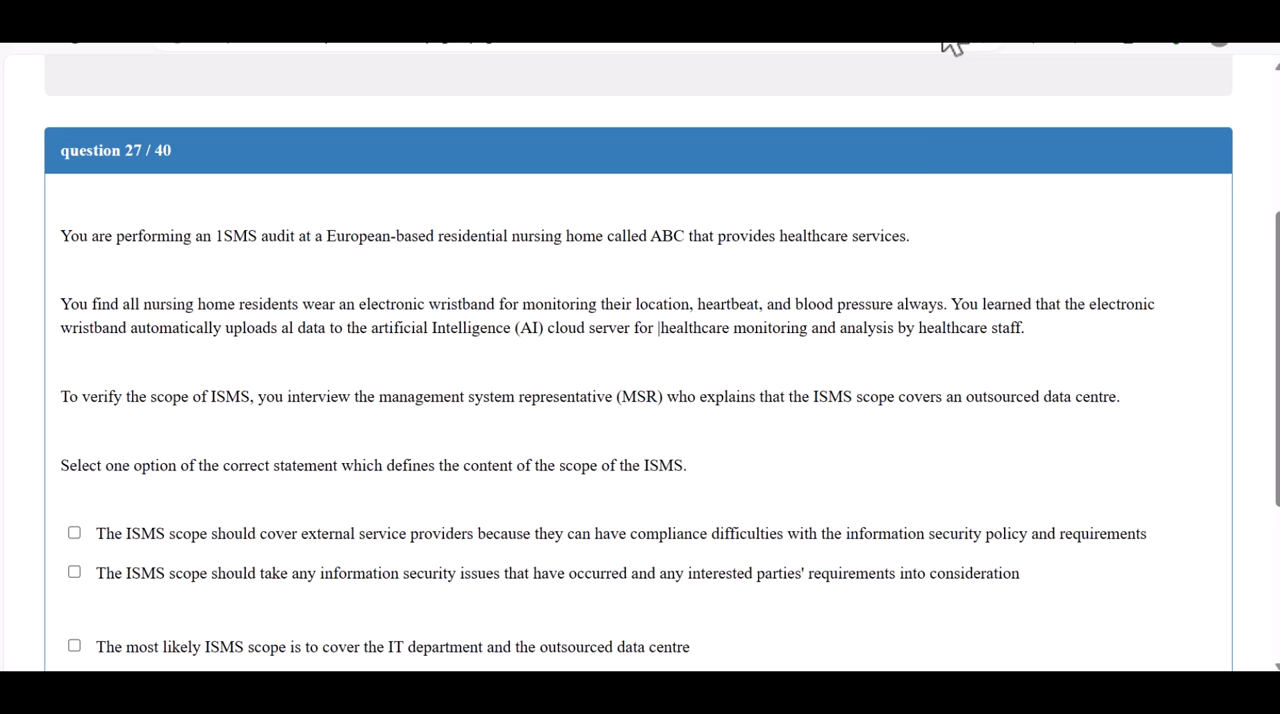 question 27 / 40
You are performing an 1SMS audit at a European-based residential nursing home called ABC that provides healthcare services.
You find all nursing home residents wear an electronic wristband for monitoring their location, heartbeat, and blood pressure always. You learned that the electronic
wristband automatically uploads al data to the artificial Intelligence (AI) cloud server for |healthcare monitoring and analysis by healthcare staff.
To verify the scope of ISMS, you interview the management system representative (MSR) who explains that the ISMS scope covers an outsourced data centre.
Select one option of the correct statement which defines the content of the scope of the ISMS.
The ISMS scope should cover external service providers because they can have compliance difficulties with the information security policy and requirements
The ISMS scope should take any information security issues that have occurred and any interested parties' requirements into consideration
The most likely ISMS scope is to cover the IT department and the outsourced data centre